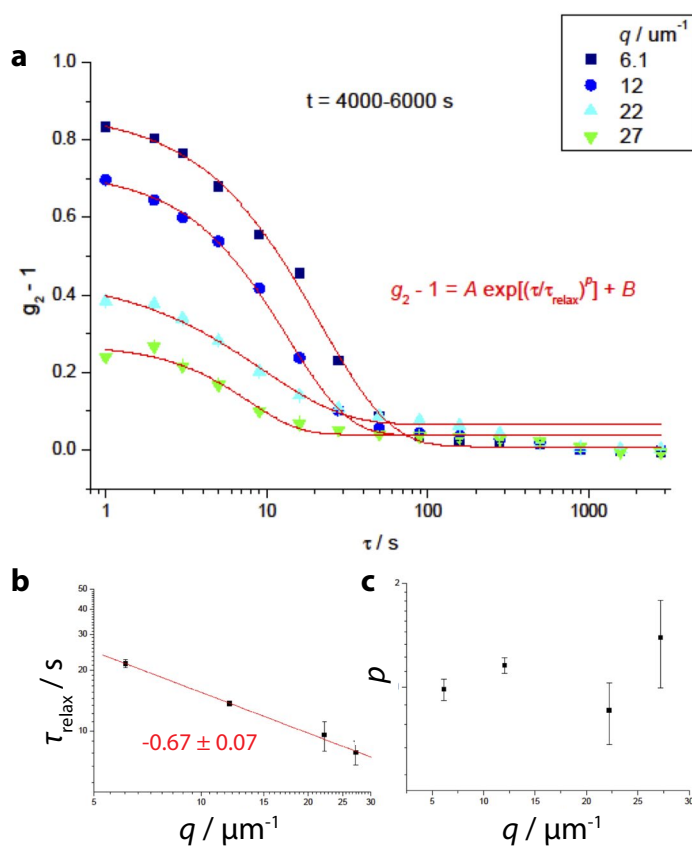 a
q / um⁻¹
6.1
12
22
27
t = 4000-6000 s
1.0
0.8
0.6
0.4
0.2
0.0
g₂ - 1
g₂ - 1 = A exp[(τ/τrelax)ᵖ] + B
1 10 100 1000
τ / s
b
50
40
30
20
10
τrelax / s
-0.67 ± 0.07
5 10 15 20 25 30
q / µm⁻¹
c
2
1
p
5 10 15 20 25 30
q / µm⁻¹